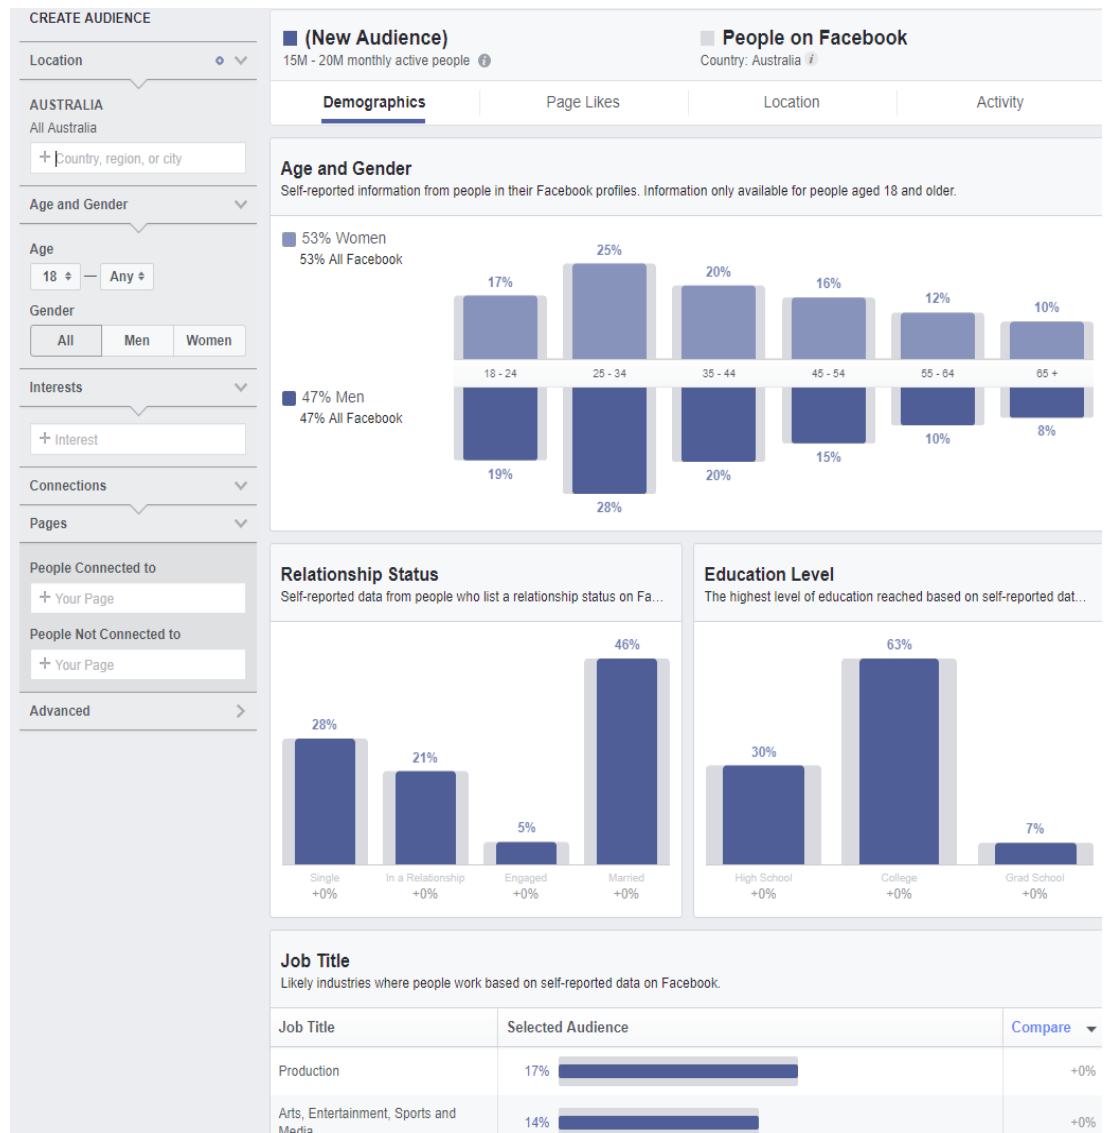 CREATE AUDIENCE
Location
AUSTRALIA
All Australia
Country, region, or city
Age and Gender
Age
18 — Any
Gender
All Men Women
Interests
Interest
Connections
Pages
People Connected to
Your Page
People Not Connected to
Your Page
Advanced
(New Audience)
15M - 20M monthly active people
People on Facebook
Country: Australia
Demographics Page Likes Location Activity
Age and Gender
Self-reported information from people in their Facebook profiles. Information only available for people aged 18 and older.
53% Women
53% All Facebook
17% 25% 20% 16% 12% 10%
18 - 24 25 - 34 35 - 44 45 - 54 55 - 64 65 +
47% Men
47% All Facebook
19% 28% 20% 15% 10% 8%
Relationship Status
Self-reported data from people who list a relationship status on Fa...
28% 21% 5% 46%
Single In a Relationship Engaged Married
+0% +0% +0% +0%
Education Level
The highest level of education reached based on self-reported dat...
30% 63% 7%
High School College Grad School
+0% +0% +0%
Job Title
Likely industries where people work based on self-reported data on Facebook.
Job Title Selected Audience Compare
Production 17% +0%
Arts, Entertainment, Sports and
Media 14% +0%